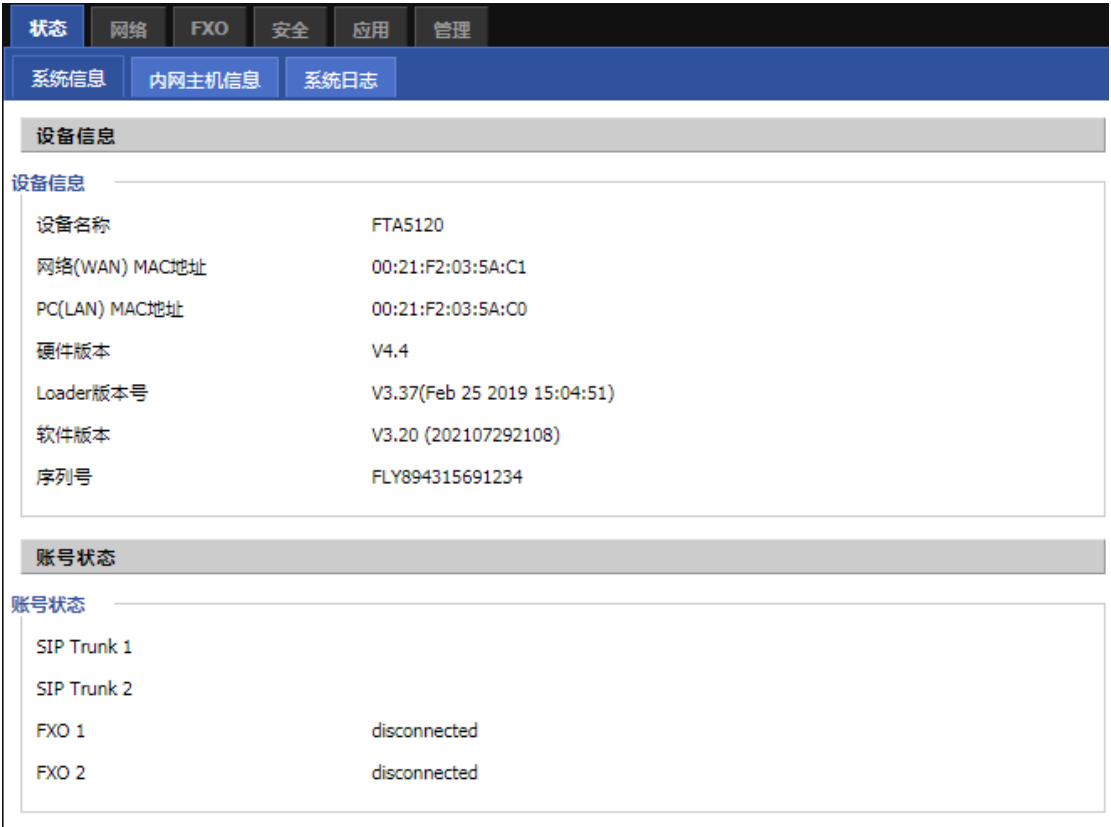 状态 网络 FXO 安全 应用 管理
系统信息 内网主机信息 系统日志
设备信息
设备信息
设备名称 FTA5120
网络(WAN) MAC地址 00:21:F2:03:5A:C1
PC(LAN) MAC地址 00:21:F2:03:5A:C0
硬件版本 V4.4
Loader版本号 V3.37(Feb 25 2019 15:04:51)
软件版本 V3.20 (202107292108)
序列号 FLY894315691234
账号状态
账号状态
SIP Trunk 1
SIP Trunk 2
FXO 1 disconnected
FXO 2 disconnected